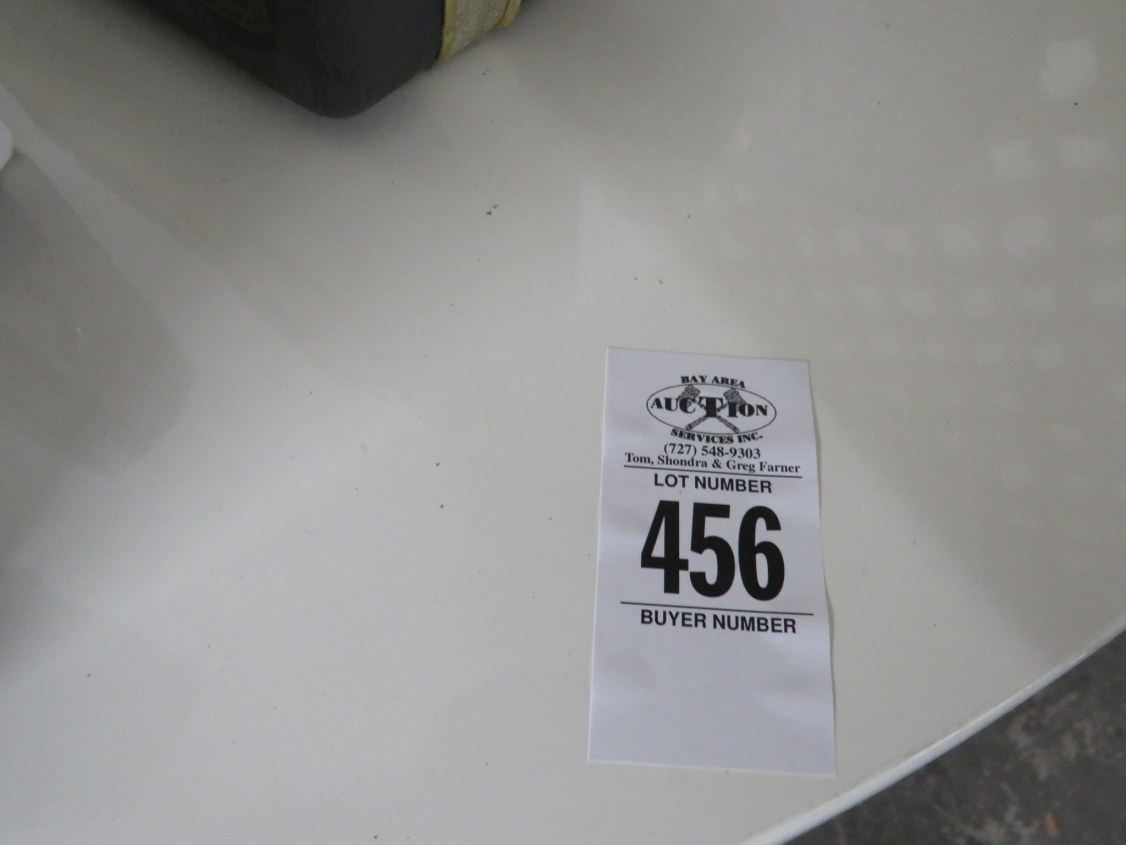 BAY AREA
AUCTION
SERVICES INC.
(727) 548-9303
Tom, Shondra & Greg Farner
LOT NUMBER
456
BUYER NUMBER